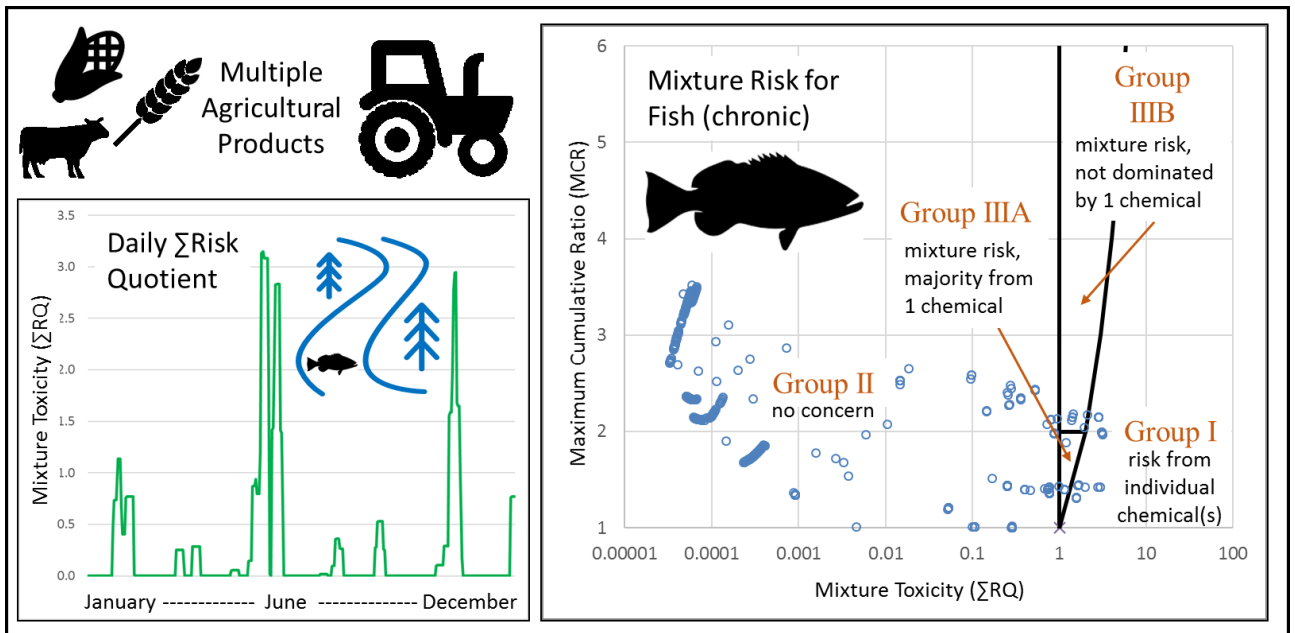 Multiple
Agricultural
Products
Daily ∑Risk
Quotient
Mixture Toxicity (∑RQ)
3.5
3.0
2.5
2.0
1.5
1.0
0.5
0.0
January ------------- June -------------- December
Mixture Risk for
Fish (chronic)
Maximum Cumulative Ratio (MCR)
6
5
4
3
2
1
Group
IIIB
mixture risk,
not dominated
by 1 chemical
Group IIIA
mixture risk,
majority from
1 chemical
Group II
no concern
Group I
risk from
individual
chemical(s)
0.00001 0.0001 0.001 0.01 0.1 1 10 100
Mixture Toxicity (∑RQ)